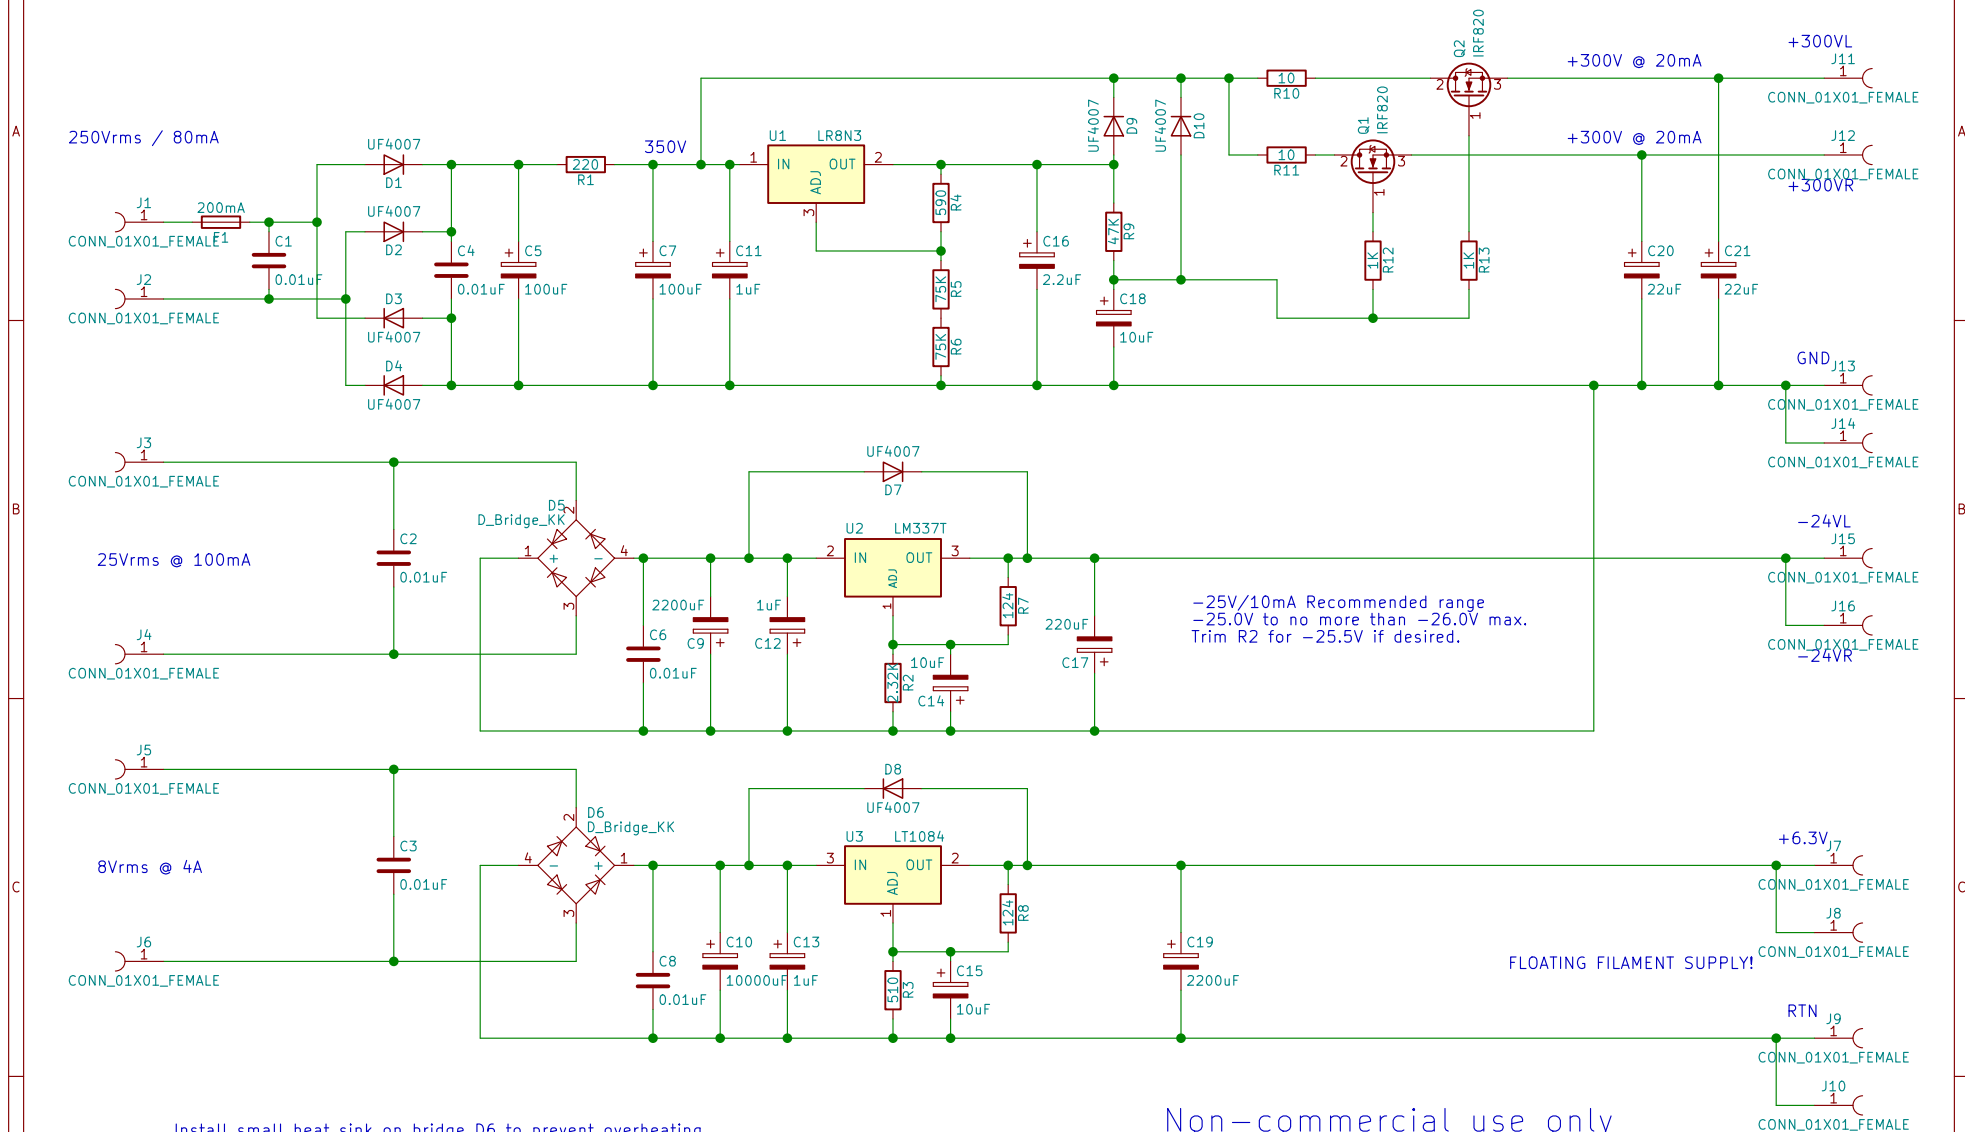 +300VL
J11
1
CONN_01X01_FEMALE
+300V @ 20mA
Q2
IRF820
2
3
1
10
R10
A
A
250Vrms / 80mA
UF4007
D1
350V
U1
LR8N3
1
IN
OUT
2
ADJ
3
UF4007
D9
UF4007
D10
Q1
IRF820
2
3
1
10
R11
+300V @ 20mA
J12
1
CONN_01X01_FEMALE
+300VR
J1
1
CONN_01X01_FEMALE
200mA
F1
C1
0.01uF
UF4007
D2
220
R1
C4
0.01uF
+
C5
100uF
+
C7
100uF
+
C11
1uF
590
R4
75K
R5
75K
R6
+
C16
2.2uF
47K
R9
+
C18
10uF
1K
R12
1K
R13
+
C20
22uF
+
C21
22uF
J2
1
CONN_01X01_FEMALE
D3
UF4007
D4
UF4007
GND
J13
1
CONN_01X01_FEMALE
J14
1
CONN_01X01_FEMALE
J3
1
CONN_01X01_FEMALE
UF4007
D7
B
B
D5
D_Bridge_KK
2
1
+
−
4
3
25Vrms @ 100mA
C2
0.01uF
U2
LM337T
2
IN
OUT
3
ADJ
1
−24VL
J15
1
CONN_01X01_FEMALE
2200uF
C9
+
1uF
C12
+
C6
0.01uF
124
R7
220uF
C17
+
−25V/10mA Recommended range
−25.0V to no more than −26.0V max.
Trim R2 for −25.5V if desired.
J16
1
CONN_01X01_FEMALE
−24VR
J4
1
CONN_01X01_FEMALE
2.32K
R2
10uF
C14
+
J5
1
CONN_01X01_FEMALE
D8
UF4007
D6
D_Bridge_KK
2
4
−
+
1
3
8Vrms @ 4A
C3
0.01uF
U3
LT1084
3
IN
OUT
2
ADJ
1
+6.3V
J7
1
CONN_01X01_FEMALE
C
C
124
R8
J8
1
CONN_01X01_FEMALE
J6
1
CONN_01X01_FEMALE
C8
0.01uF
+
C10
10000uF
+
C13
1uF
510
R3
+
C15
10uF
+
C19
2200uF
FLOATING FILAMENT SUPPLY!
RTN
J9
1
CONN_01X01_FEMALE
J10
1
CONN_01X01_FEMALE
Install small heat sink on bridge D6 to prevent overheating
Non−commercial use only